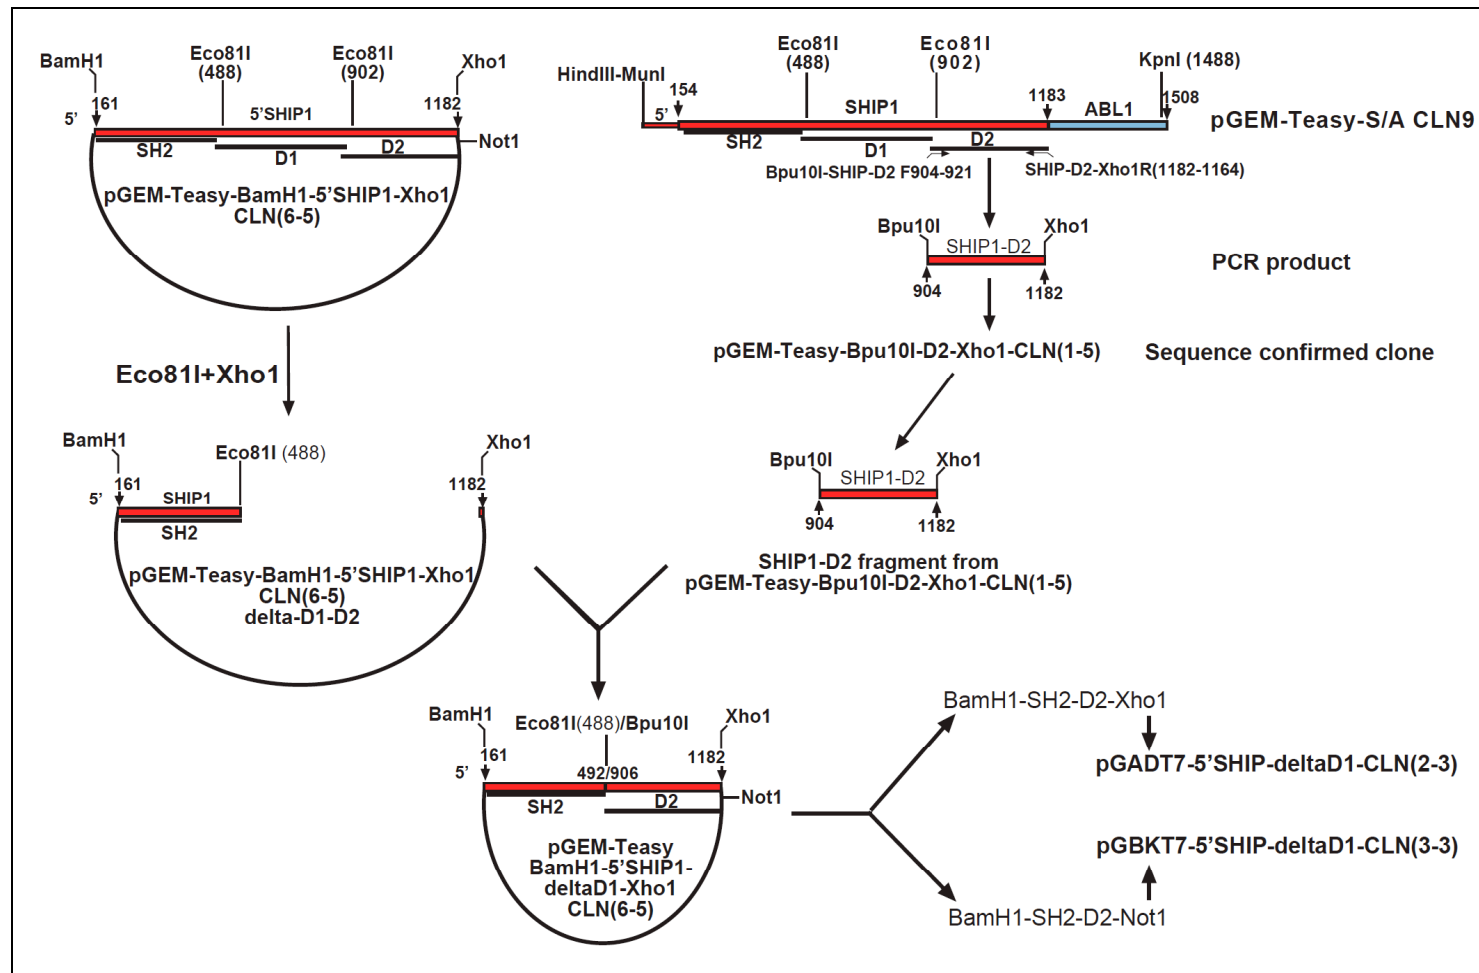 BamH1
Eco81I
(488)
Eco81I
(902)
Xho1
161
5'SHIP1
1182
5'
Not1
SH2
D1
D2
pGEM-Teasy-BamH1-5'SHIP1-Xho1
CLN(6-5)
HindIII-MunI
Eco81I
(488)
Eco81I
(902)
KpnI (1488)
154
5'
SHIP1
1183
ABL1
1508
pGEM-Teasy-S/A CLN9
SH2
D1
D2
Bpu10I-SHIP-D2 F904-921
SHIP-D2-Xho1R(1182-1164)
Bpu10I
Xho1
SHIP1-D2
904
1182
PCR product
pGEM-Teasy-Bpu10I-D2-Xho1-CLN(1-5)
Sequence confirmed clone
Eco81I+Xho1
BamH1
Eco81I (488)
Xho1
161
SHIP1
1182
5'
SH2
pGEM-Teasy-BamH1-5'SHIP1-Xho1
CLN(6-5)
delta-D1-D2
Bpu10I
Xho1
SHIP1-D2
904
1182
SHIP1-D2 fragment from
pGEM-Teasy-Bpu10I-D2-Xho1-CLN(1-5)
BamH1
Eco81I(488)/Bpu10I
Xho1
161
1182
5'
492/906
Not1
SH2
D2
pGEM-Teasy
BamH1-5'SHIP1-
deltaD1-Xho1
CLN(6-5)
BamH1-SH2-D2-Xho1
pGADT7-5'SHIP-deltaD1-CLN(2-3)
pGBKT7-5'SHIP-deltaD1-CLN(3-3)
BamH1-SH2-D2-Not1